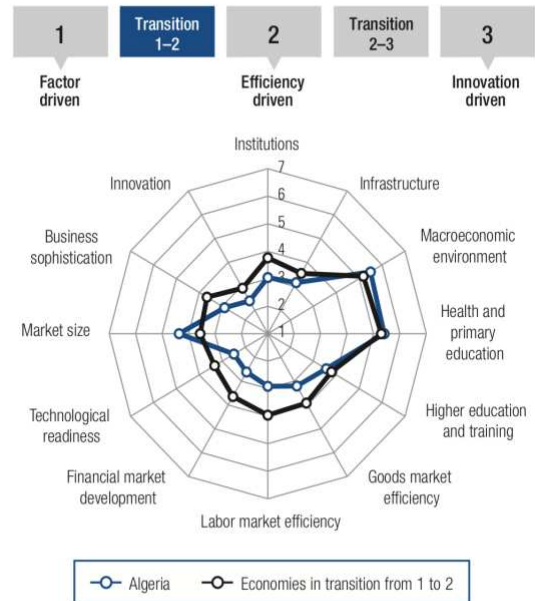 1
Transition
1–2
2
Transition
2–3
3
Factor
driven
Efficiency
driven
Innovation
driven
Institutions
7
6
5
4
3
2
1
Infrastructure
Macroeconomic
environment
Health and
primary
education
Higher education
and training
Goods market
efficiency
Labor market efficiency
Financial market
development
Technological
readiness
Market size
Business
sophistication
Innovation
Algeria
Economies in transition from 1 to 2